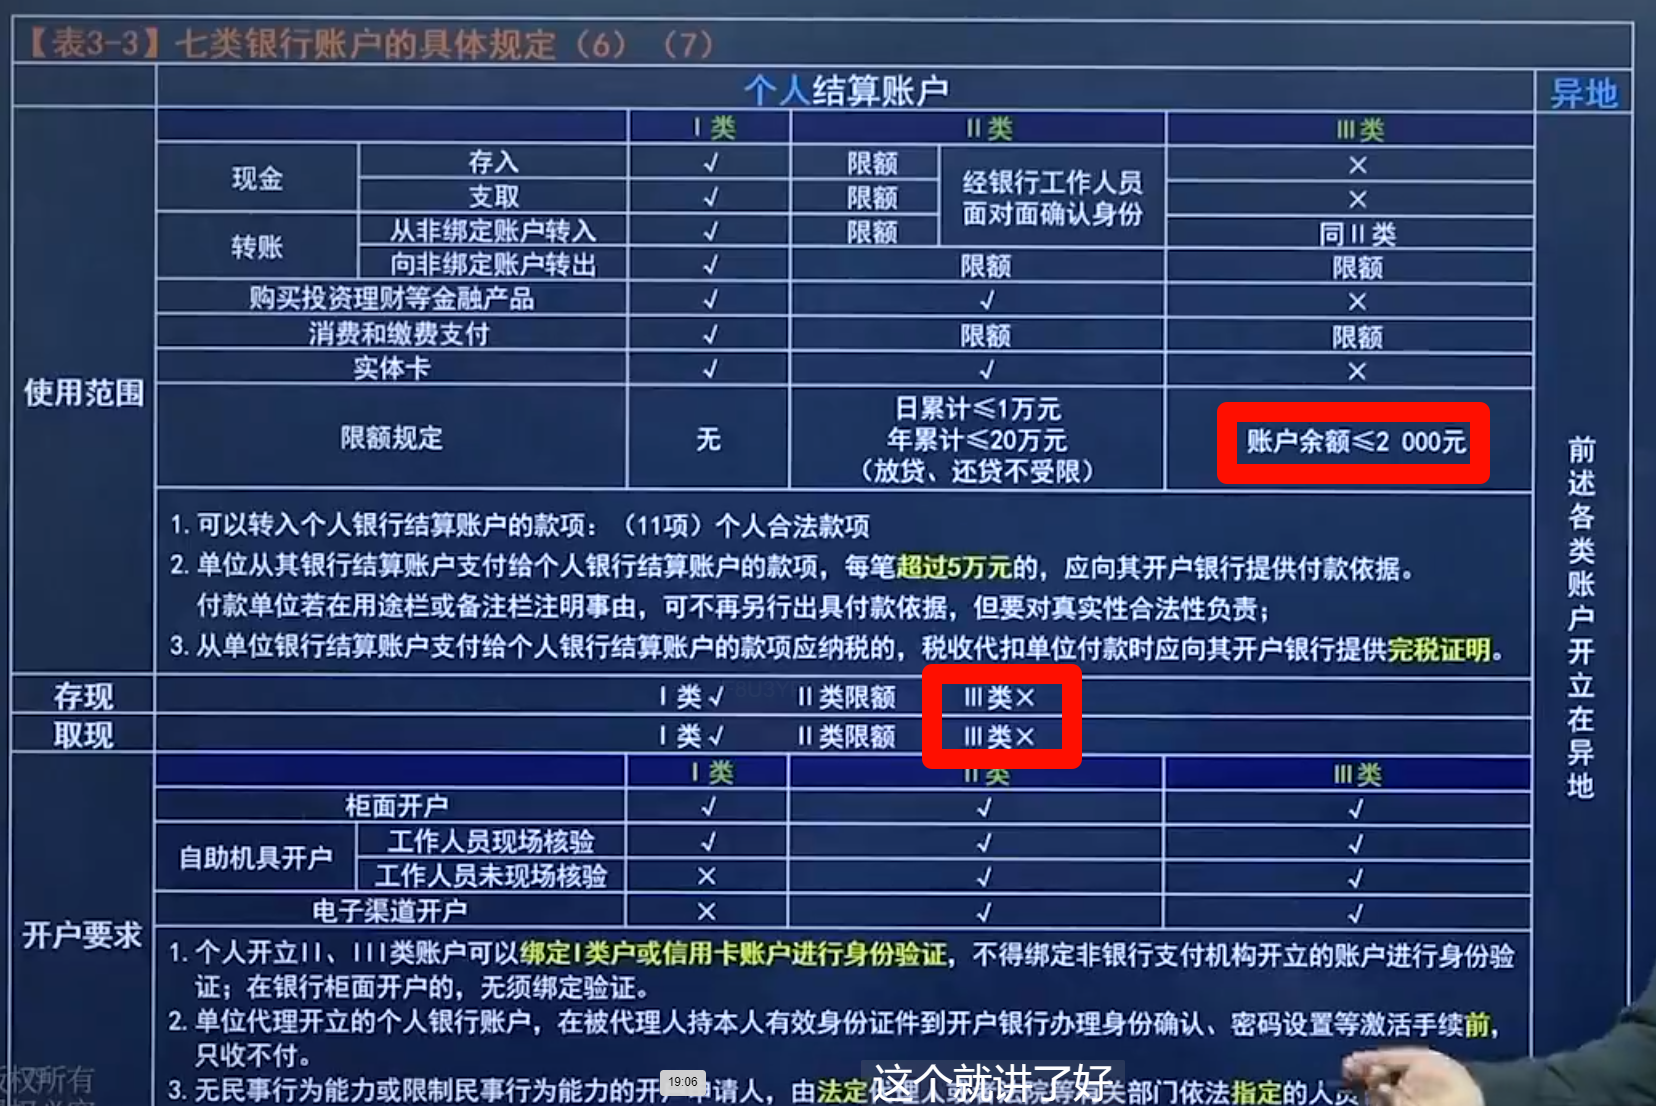 【表3-3】七类银行账户的具体规定（6）（7）
个人结算账户 异地
I类 II类 III类
使用范围
现金 存入 √ 限额 经银行工作人员面对面确认身份 ×
支取 √ 限额 ×
转账 从非绑定账户转入 √ 限额 同II类
向非绑定账户转出 √ 限额 限额
购买投资理财等金融产品 √ √ ×
消费和缴费支付 √ 限额 限额
实体卡 √ √ ×
限额规定 无 日累计≤1万元
年累计≤20万元
（放贷、还贷不受限）
账户余额≤2 000元
1. 可以转入个人银行结算账户的款项：（11项）个人合法款项
2. 单位从其银行结算账户支付给个人银行结算账户的款项，每笔超过5万元的，应向其开户银行提供付款依据。
付款单位若在用途栏或备注栏注明事由，可不再另行出具付款依据，但要对真实性合法性负责；
3. 从单位银行结算账户支付给个人银行结算账户的款项应纳税的，税收代扣单位付款时应向其开户银行提供完税证明。
前述各类账户开立在异地
存现 I类√ II类限额 III类×
取现 I类√ II类限额 III类×
I类 II类 III类
开户要求
柜面开户 √ √ √
自助机具开户 工作人员现场核验 √ √ √
工作人员未现场核验 × √ √
电子渠道开户 × √ √
1. 个人开立II、III类账户可以绑定I类户或信用卡账户进行身份验证，不得绑定非银行支付机构开立的账户进行身份验
证；在银行柜面开户的，无须绑定验证。
2. 单位代理开立的个人银行账户，在被代理人持本人有效身份证件到开户银行办理身份确认、密码设置等激活手续前，
只收不付。
3. 无民事行为能力或限制民事行为能力的开户申请人，由法定代理人或者法院等有关部门依法指定的人员
19:06
这个就讲了好
权所有